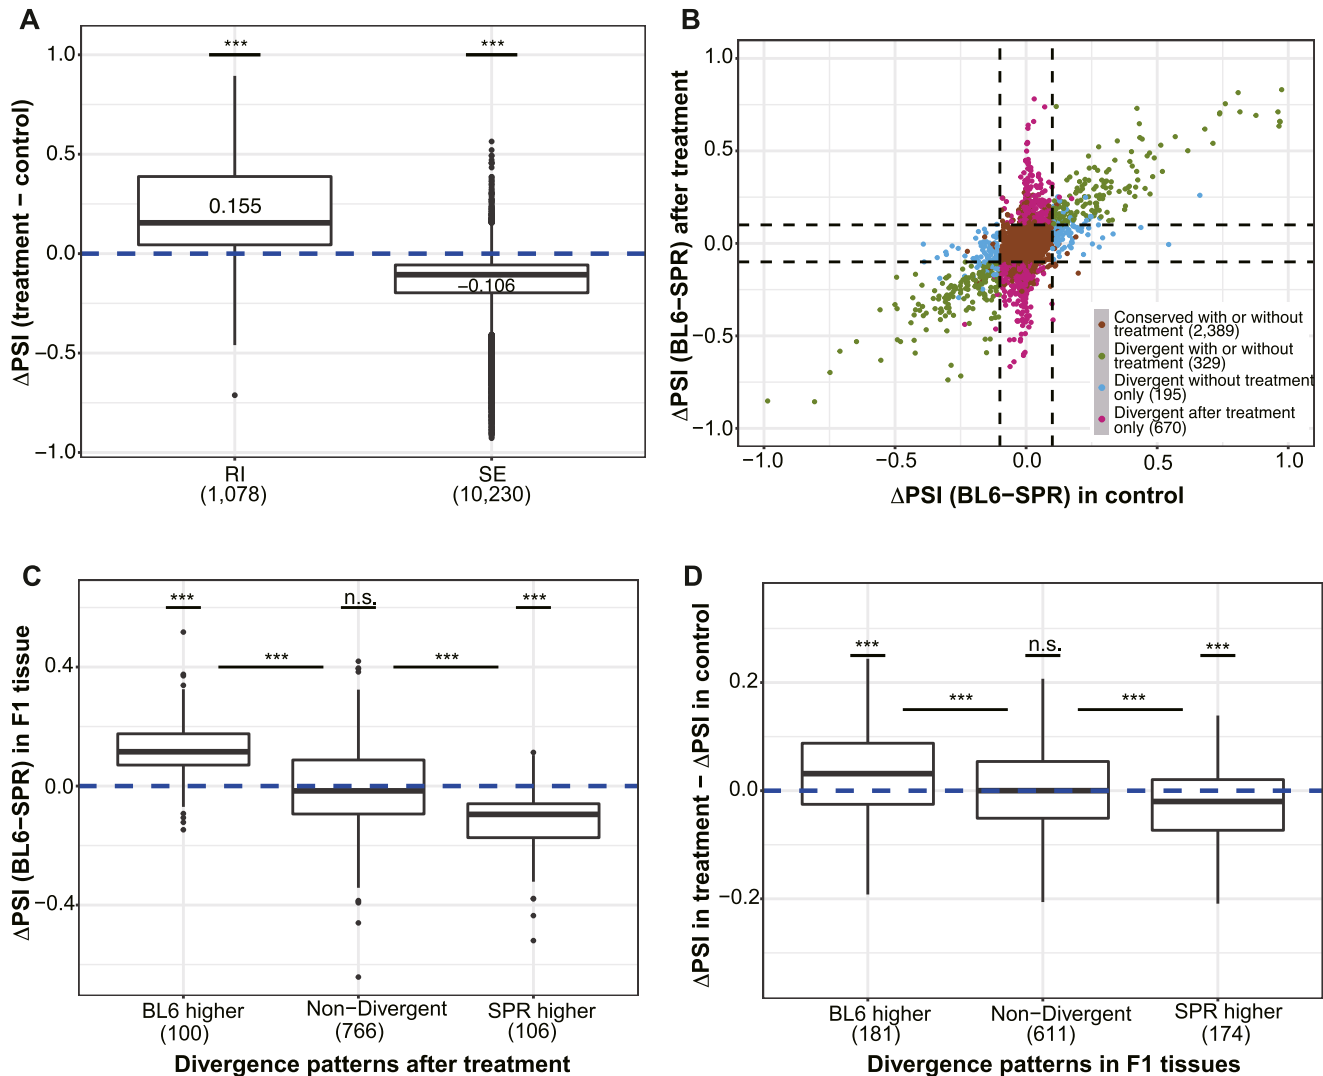 A
ΔPSI (treatment − control)
1.0
0.5
0.0
−0.5
−1.0
***
***
0.155
−0.106
RI
(1,078)
SE
(10,230)
B
ΔPSI (BL6−SPR) after treatment
1.0
0.5
0.0
−0.5
−1.0
Conserved with or without
treatment (2,389)
Divergent with or without
treatment (329)
Divergent without treatment
only (195)
Divergent after treatment
only (670)
−1.0
−0.5
0.0
0.5
1.0
ΔPSI (BL6−SPR) in control
C
ΔPSI (BL6−SPR) in F1 tissue
0.4
0.0
−0.4
***
n.s.
***
***
***
BL6 higher
(100)
Non−Divergent
(766)
SPR higher
(106)
Divergence patterns after treatment
D
ΔPSI in treatment − ΔPSI in control
0.2
0.0
−0.2
***
n.s.
***
***
***
BL6 higher
(181)
Non−Divergent
(611)
SPR higher
(174)
Divergence patterns in F1 tissues